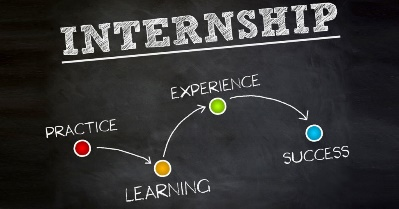 INTERNSHIP
PRACTICE
LEARNING
EXPERIENCE
SUCCESS